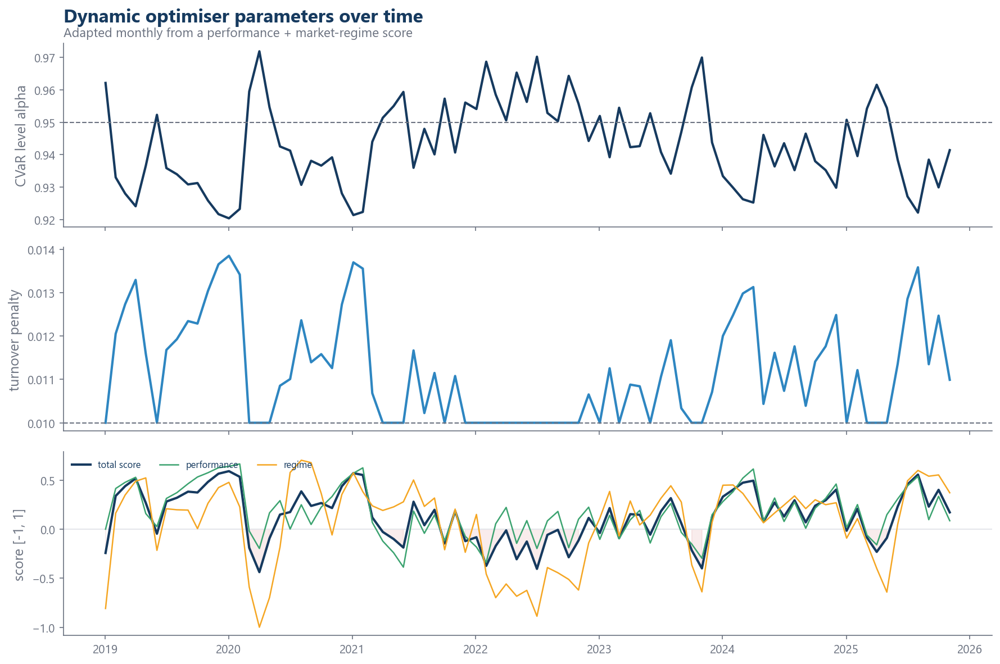 Dynamic optimiser parameters over time
Adapted monthly from a performance + market-regime score
CVaR level alpha
0.97
0.96
0.95
0.94
0.93
0.92
turnover penalty
0.014
0.013
0.012
0.011
0.010
total score performance regime
score [-1, 1]
0.5
0.0
−0.5
−1.0
2019 2020 2021 2022 2023 2024 2025 2026